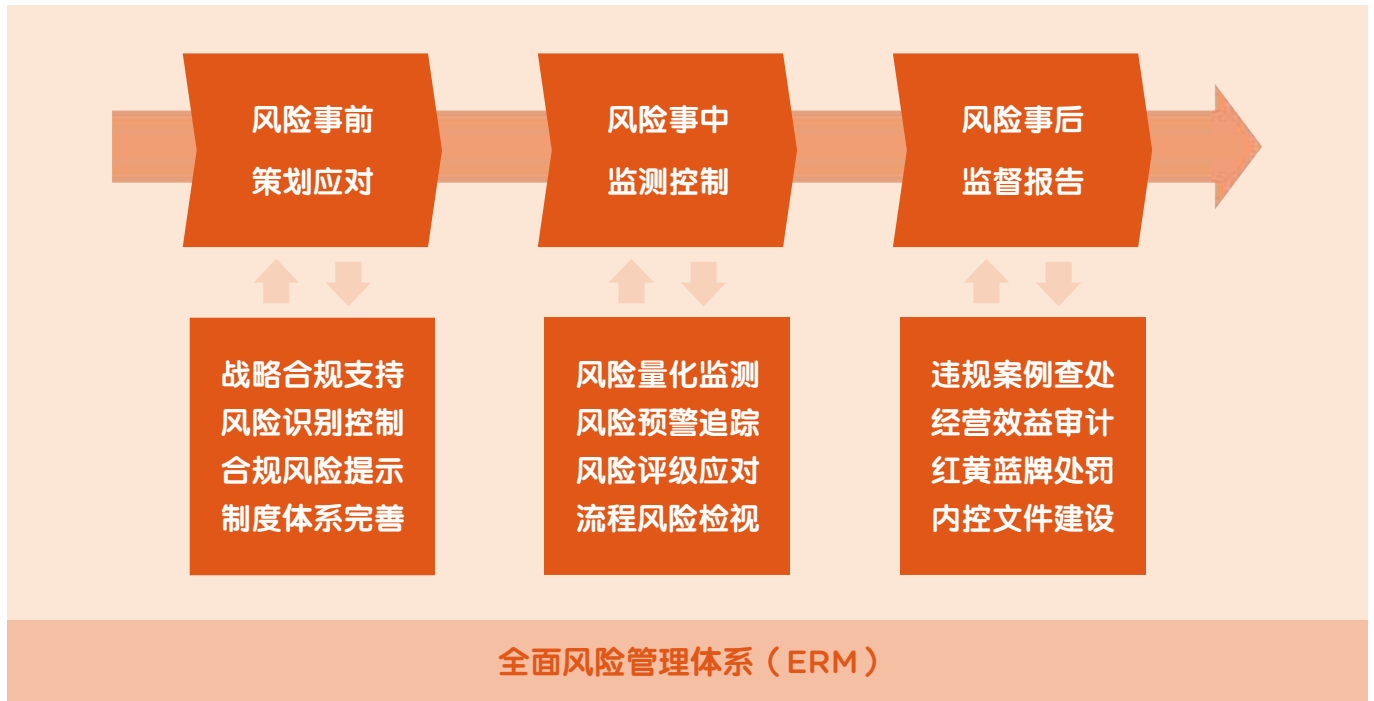 风险事前
策划应对
风险事中
监测控制
风险事后
监督报告
战略合规支持
风险识别控制
合规风险提示
制度体系完善
风险量化监测
风险预警追踪
风险评级应对
流程风险检视
违规案例查处
经营效益审计
红黄蓝牌处罚
内控文件建设
全面风险管理体系（ERM）